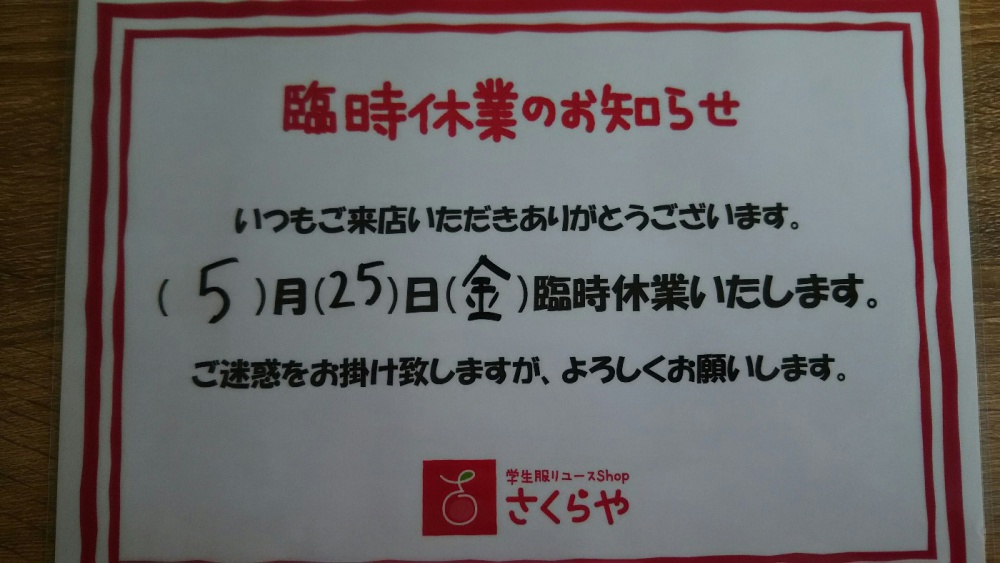 臨時休業のお知らせ
いつもご来店いただきありがとうございます。
(5)月(25)日(金)臨時休業いたします。
ご迷惑をお掛け致しますが、よろしくお願いします。
学生服リユースShop
さくらや